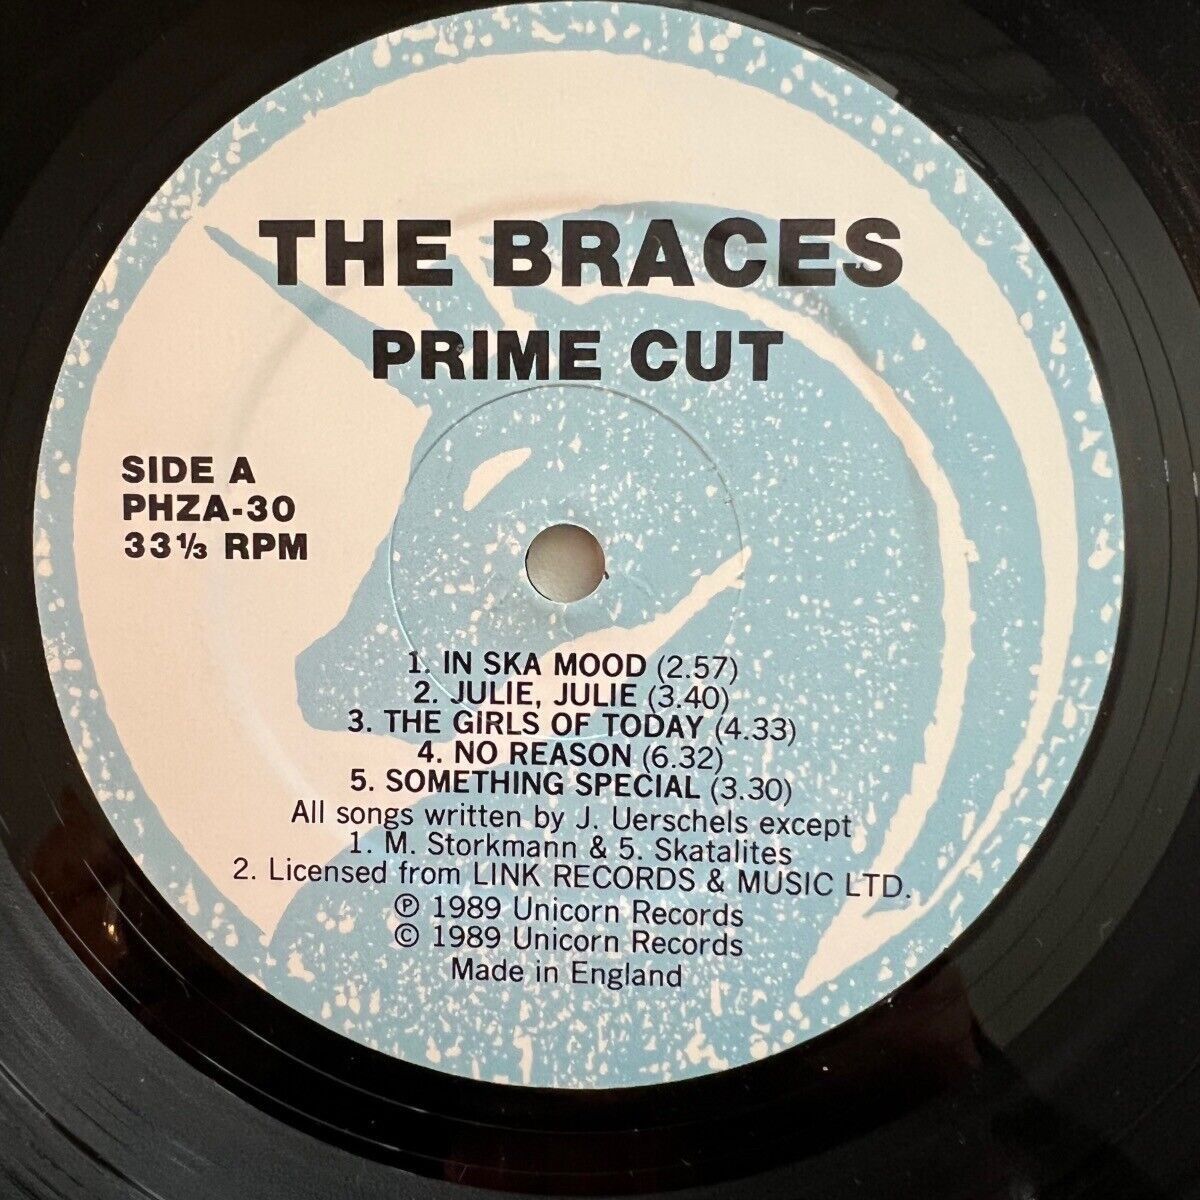 THE BRACES
PRIME CUT
SIDE A
PHZA-30
33⅓ RPM
1. IN SKA MOOD (2.57)
2. JULIE, JULIE (3.40)
3. THE GIRLS OF TODAY (4.33)
4. NO REASON (6.32)
5. SOMETHING SPECIAL (3.30)
All songs written by J. Uerschels except
1. M. Storkmann & 5. Skatalites
2. Licensed from LINK RECORDS & MUSIC LTD.
℗ 1989 Unicorn Records
© 1989 Unicorn Records
Made in England